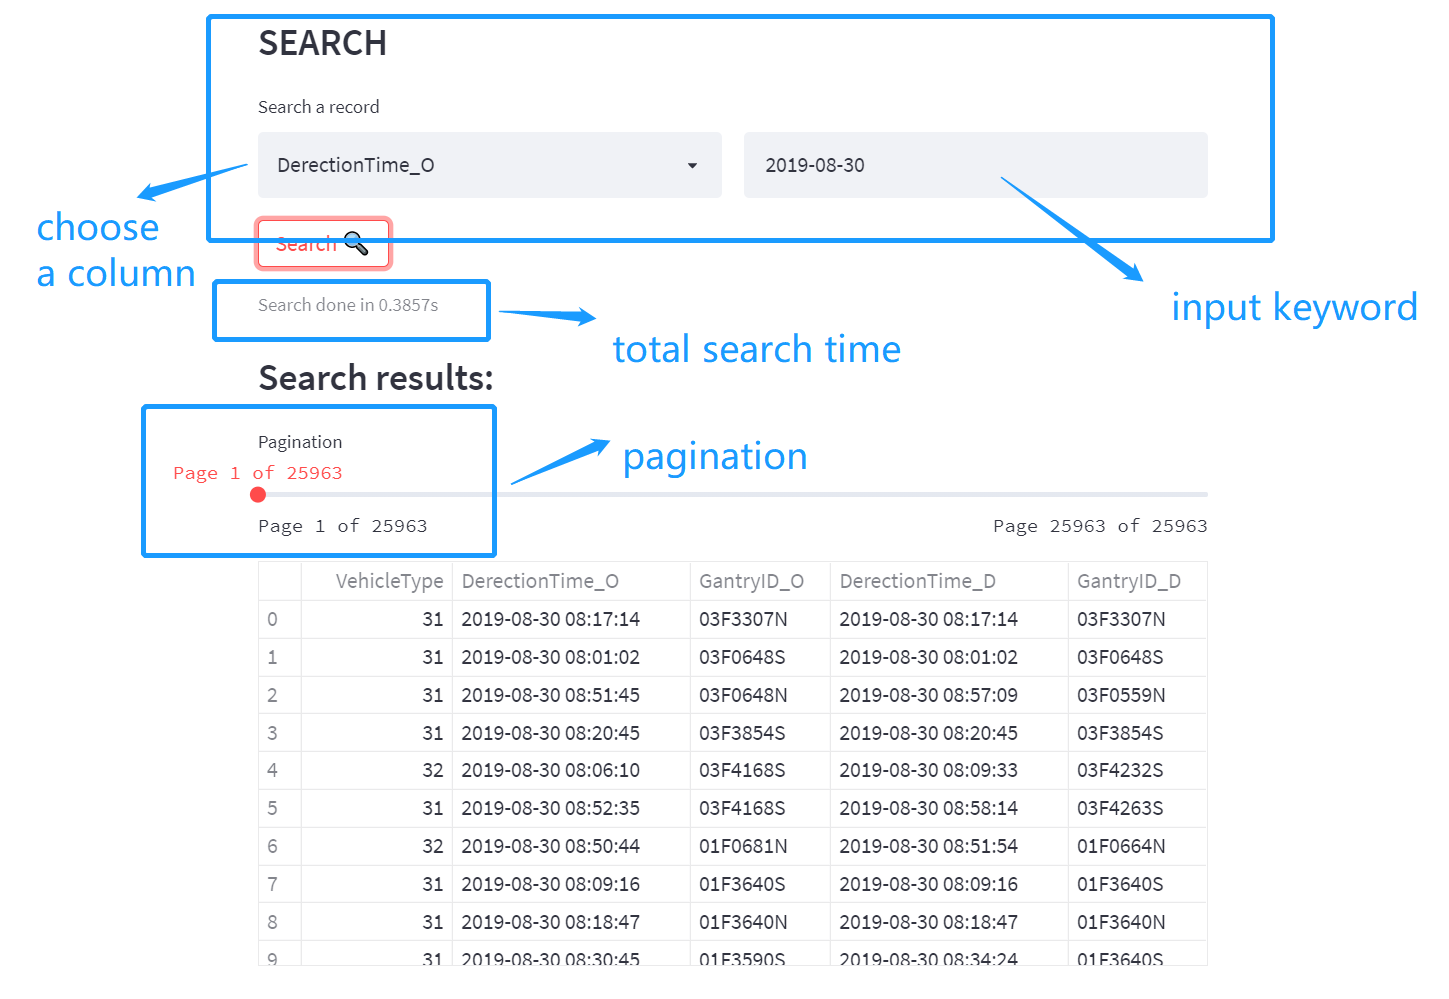 SEARCH
Search a record
DerectionTime_O
2019-08-30
choose
a column
Search
input keyword
Search done in 0.3857s
total search time
Search results:
Pagination
pagination
Page 1 of 25963
Page 1 of 25963 Page 25963 of 25963
VehicleType DerectionTime_O GantryID_O DerectionTime_D GantryID_D
0 31 2019-08-30 08:17:14 03F3307N 2019-08-30 08:17:14 03F3307N
1 31 2019-08-30 08:01:02 03F0648S 2019-08-30 08:01:02 03F0648S
2 31 2019-08-30 08:51:45 03F0648N 2019-08-30 08:57:09 03F0559N
3 31 2019-08-30 08:20:45 03F3854S 2019-08-30 08:20:45 03F3854S
4 32 2019-08-30 08:06:10 03F4168S 2019-08-30 08:09:33 03F4232S
5 31 2019-08-30 08:52:35 03F4168S 2019-08-30 08:58:14 03F4263S
6 32 2019-08-30 08:50:44 01F0681N 2019-08-30 08:51:54 01F0664N
7 31 2019-08-30 08:09:16 01F3640S 2019-08-30 08:09:16 01F3640S
8 31 2019-08-30 08:18:47 01F3640N 2019-08-30 08:18:47 01F3640N
9 31 2019-08-30 08:30:45 01F3590S 2019-08-30 08:34:24 01F3640S